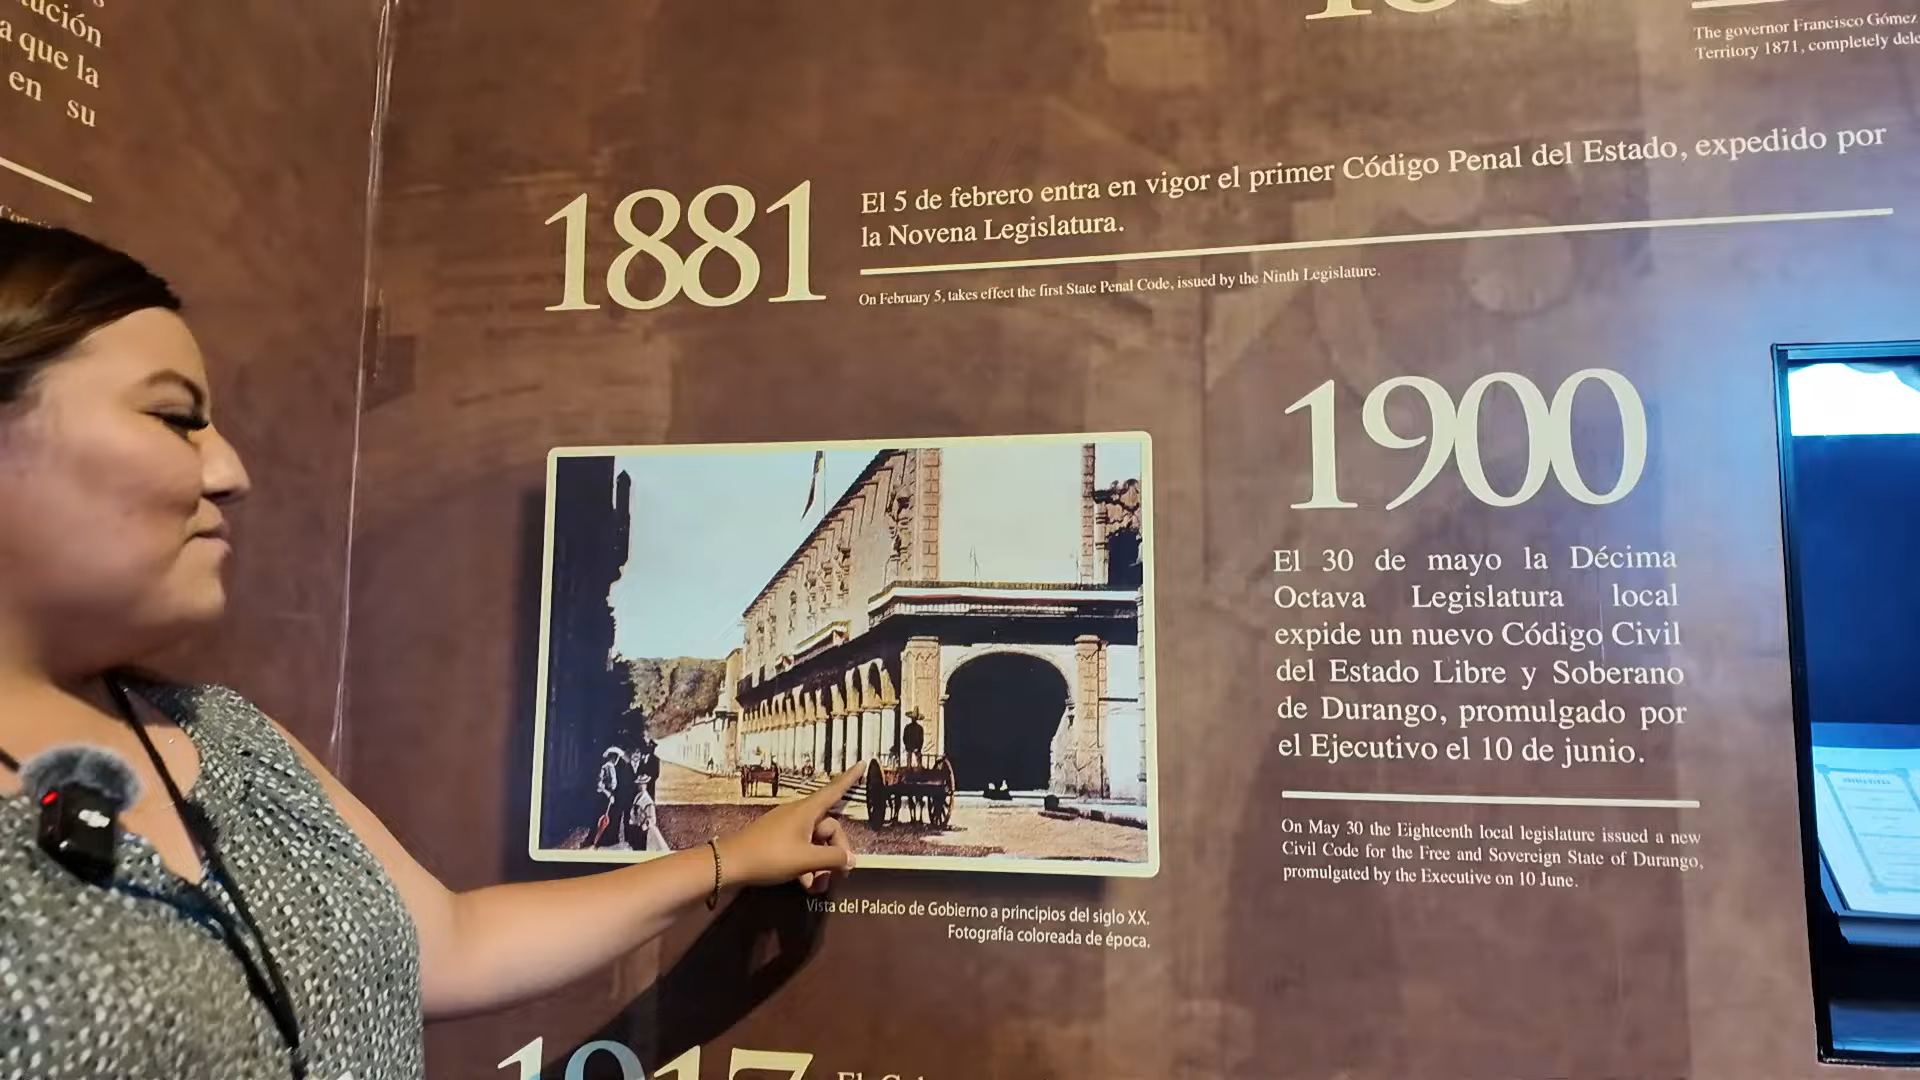 ución
a que la
en su
The governor Francisco Gómez
Territory 1871, completely
1881
El 5 de febrero entra en vigor el primer Código Penal del Estado, expedido por
la Novena Legislatura.
On February 5, takes effect the first State Penal Code, issued by the Ninth Legislature.
1900
El 30 de mayo la Décima
Octava Legislatura local
expide un nuevo Código Civil
del Estado Libre y Soberano
de Durango, promulgado por
el Ejecutivo el 10 de junio.
On May 30 the Eighteenth local legislature issued a new
Civil Code for the Free and Sovereign State of Durango,
promulgated by the Executive on 10 June.
Vista del Palacio de Gobierno a principios del siglo XX.
Fotografía coloreada de época.
dji
1917
El